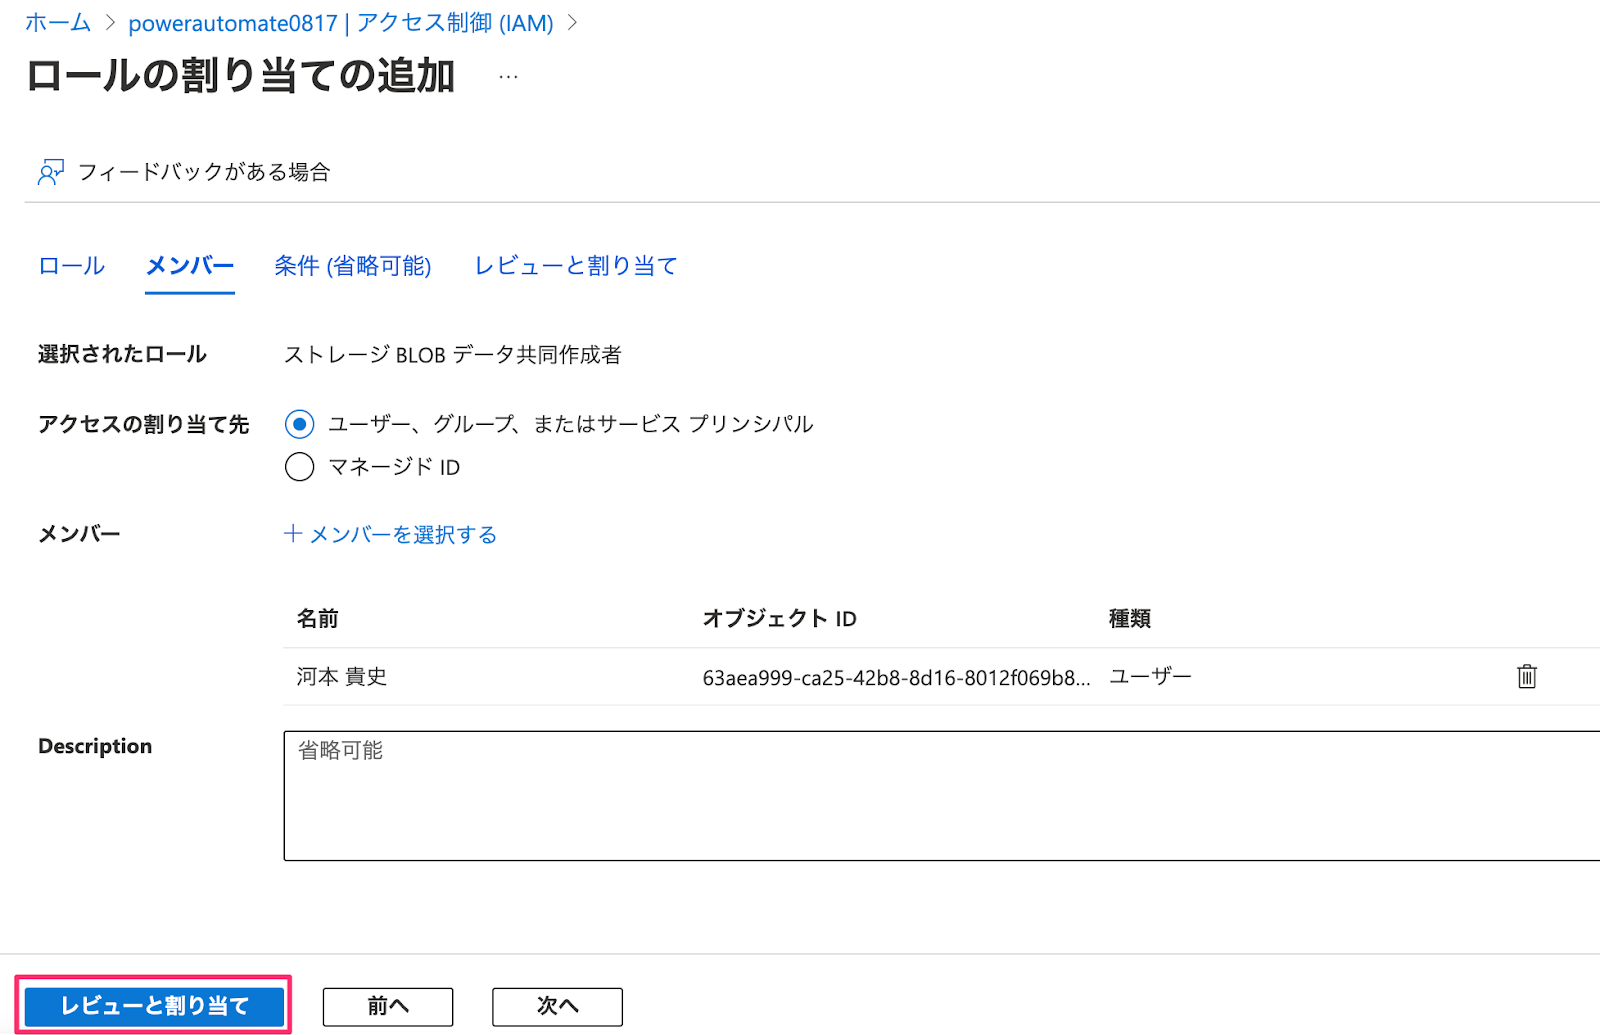 ホーム > powerautomate0817 | アクセス制御 (IAM) >
ロールの割り当ての追加 ...
フィードバックがある場合
ロール メンバー 条件 (省略可能) レビューと割り当て
選択されたロール ストレージ BLOB データ共同作成者
アクセスの割り当て先 ユーザー、グループ、またはサービス プリンシパル
マネージド ID
メンバー + メンバーを選択する
名前 オブジェクト ID 種類
河本 貴史 63aea999-ca25-42b8-8d16-8012f069b8... ユーザー
Description 省略可能
レビューと割り当て 前へ 次へ